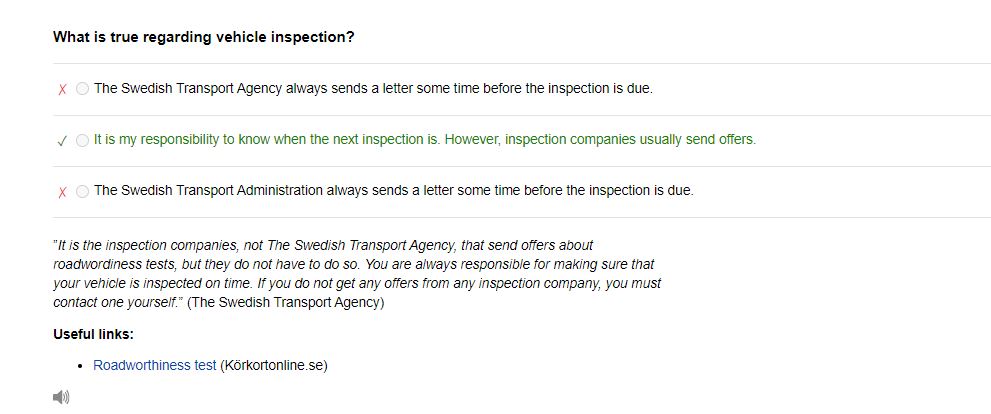 What is true regarding vehicle inspection?
The Swedish Transport Agency always sends a letter some time before the inspection is due.
It is my responsibility to know when the next inspection is. However, inspection companies usually send offers.
The Swedish Transport Administration always sends a letter some time before the inspection is due.
"It is the inspection companies, not The Swedish Transport Agency, that send offers about
roadwordiness tests, but they do not have to do so. You are always responsible for making sure that
your vehicle is inspected on time. If you do not get any offers from any inspection company, you must
contact one yourself." (The Swedish Transport Agency)
Useful links:
Roadworthiness test (Körkortonline.se)